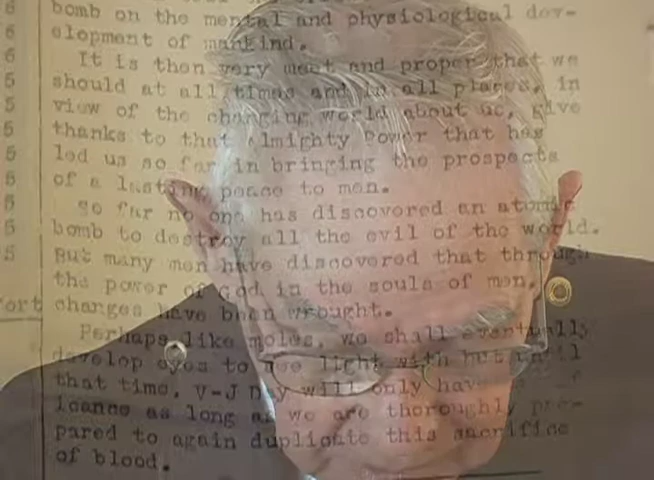 bomb on the mental and physiological dev-
elopment of mankind.
It is then very meet and proper that we
should at all times and in all places, in
view of the changing world about us, give
thanks to that Almighty Power that has
led us so far in bringing the prospects
of a lasting peace to men.
So far no one has discovered an atomic
bomb to destroy all the evil of the world.
But many men have discovered that through
the power of God in the souls of men,
changes have been wrought.
Perhaps like moles, we shall eventually
develop eyes to see light with but until
that time, V-J Day will only have
as long as we are thoroughly pre-
pared to again duplicate this sacrifice
of blood.